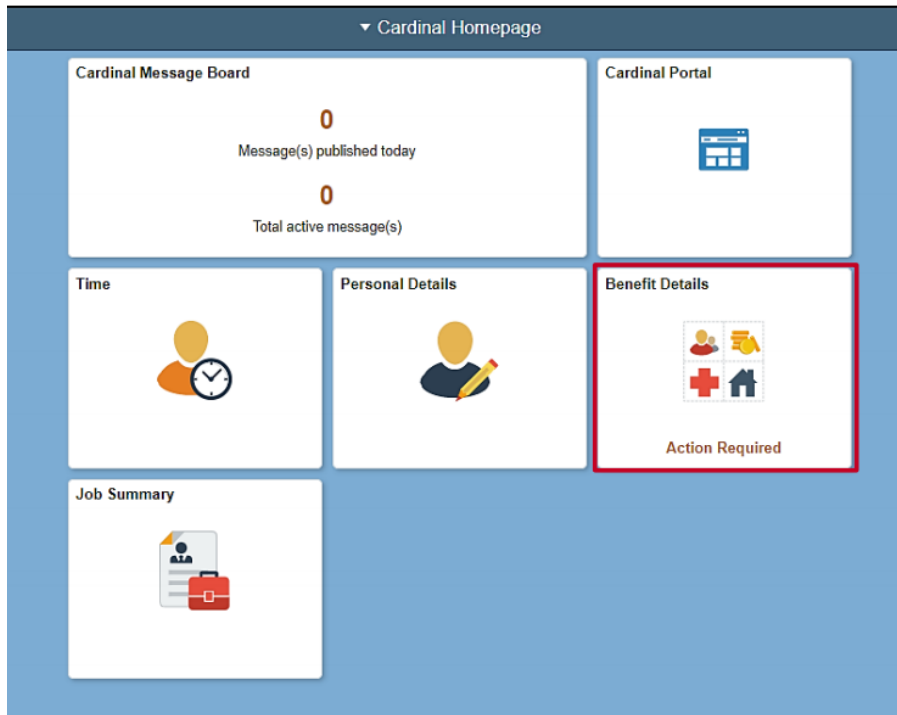 Cardinal Homepage
Cardinal Message Board
0
Message(s) published today
0
Total active message(s)
Cardinal Portal
Time
Personal Details
Benefit Details
Action Required
Job Summary